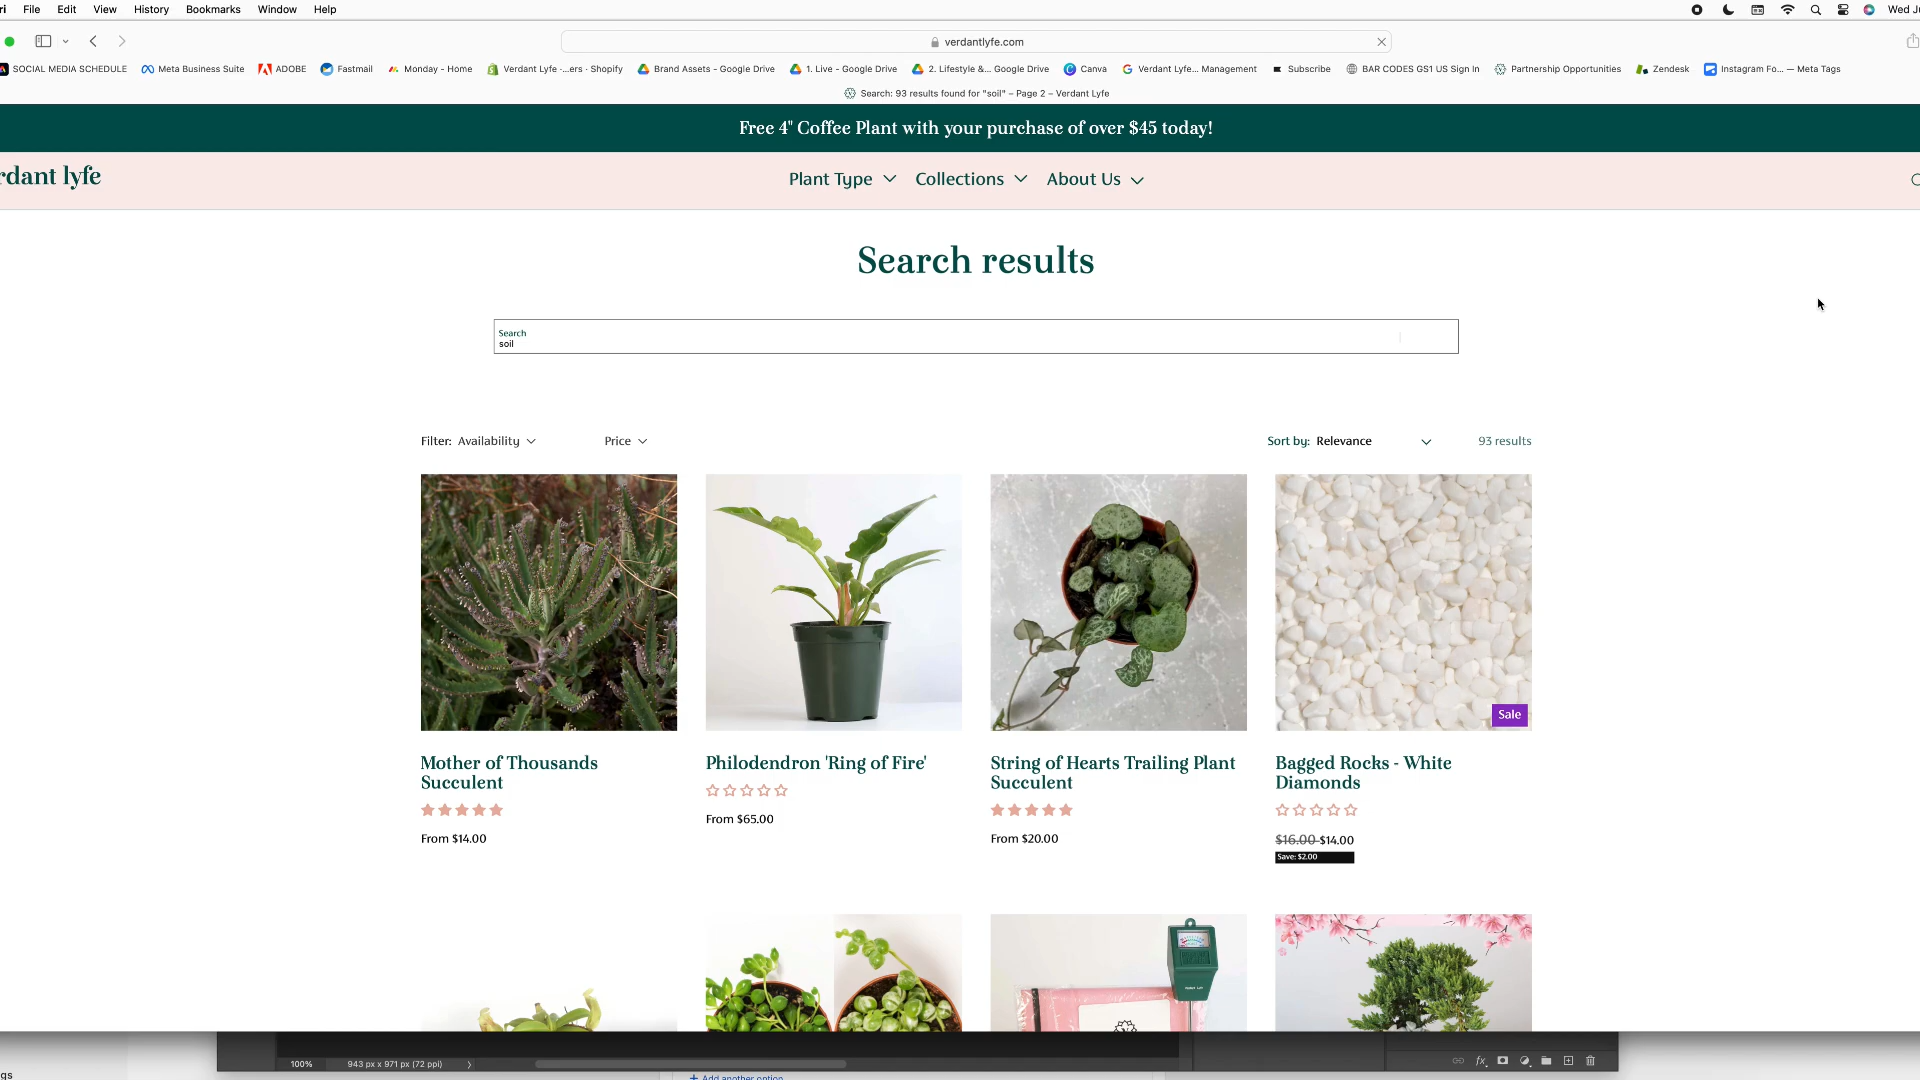 File Edit View History Bookmarks Window Help
Wed
verdantlyfe.com
SOCIAL MEDIA SCHEDULE Meta Business Suite ADOBE Fastmail Monday - Home Verdant Lyfe -...ers - Shopify Brand Assets - Google Drive 1. Live - Google Drive 2. Lifestyle &... Google Drive Canva Verdant Lyfe... Management Subscribe BAR CODES GS1 US Sign In Partnership Opportunities Zendesk Instagram Fo... — Meta Tags
Search: 93 results found for "soil" – Page 2 – Verdant Lyfe
Free 4" Coffee Plant with your purchase of over $45 today!
rdant lyfe
Plant Type Collections About Us
Search results
Search
soil
Filter: Availability Price Sort by: Relevance 93 results
Sale
Mother of Thousands
Succulent
From $14.00
Philodendron 'Ring of Fire'
From $65.00
String of Hearts Trailing Plant
Succulent
From $20.00
Bagged Rocks - White
Diamonds
$16.00 $14.00
Save: $2.00
100% 943 px x 971 px (72 ppi)
fx
gs
+ Add another option